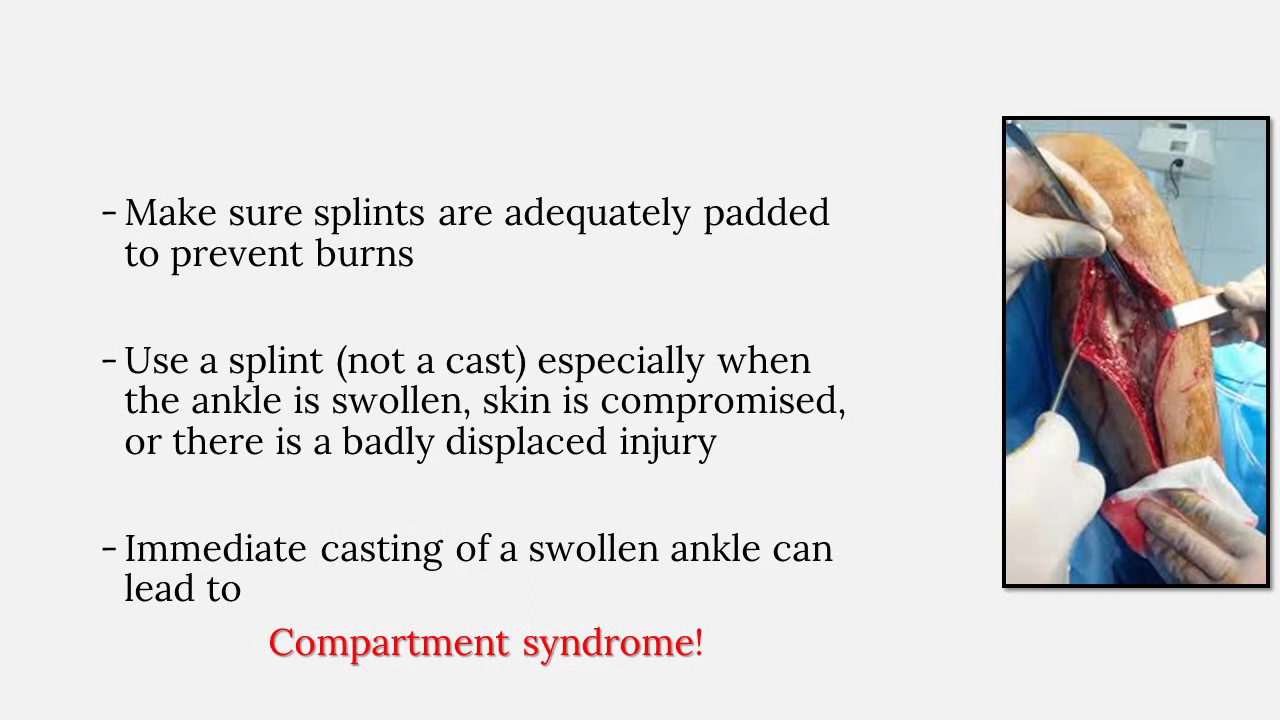 - Make sure splints are adequately padded
to prevent burns
- Use a splint (not a cast) especially when
the ankle is swollen, skin is compromised,
or there is a badly displaced injury
- Immediate casting of a swollen ankle can
lead to
Compartment syndrome!